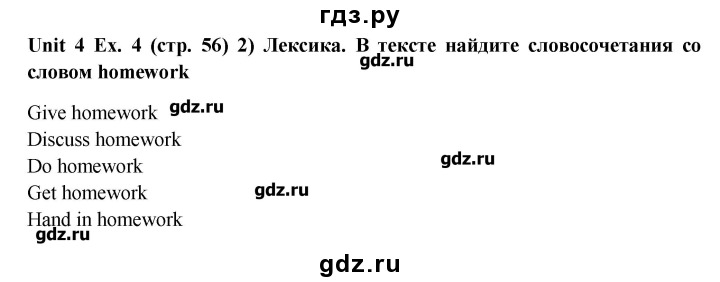 гдз.ру
Unit 4 Ex. 4 (стр. 56) 2) Лексика. В тексте найдите словосочетания со
gdz.ru
словом homework
Give homework gdz.ru
Discuss homework
Do homework gdz.ru
Get homework gdz.ru
Hand in homework
gdz.ru
gdz.ru